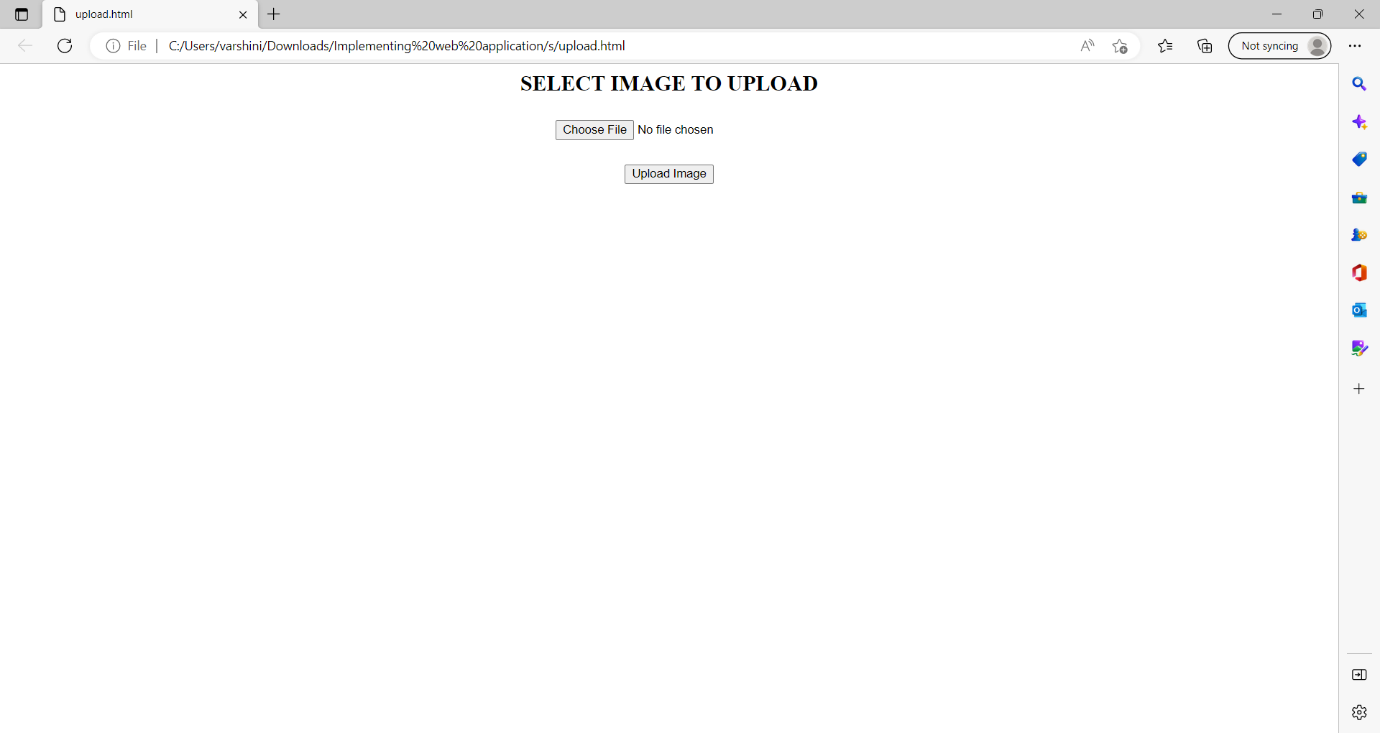 upload.html
File | C:/Users/varshini/Downloads/Implementing%20web%20application/s/upload.html
Not syncing
SELECT IMAGE TO UPLOAD
Choose File No file chosen
Upload Image